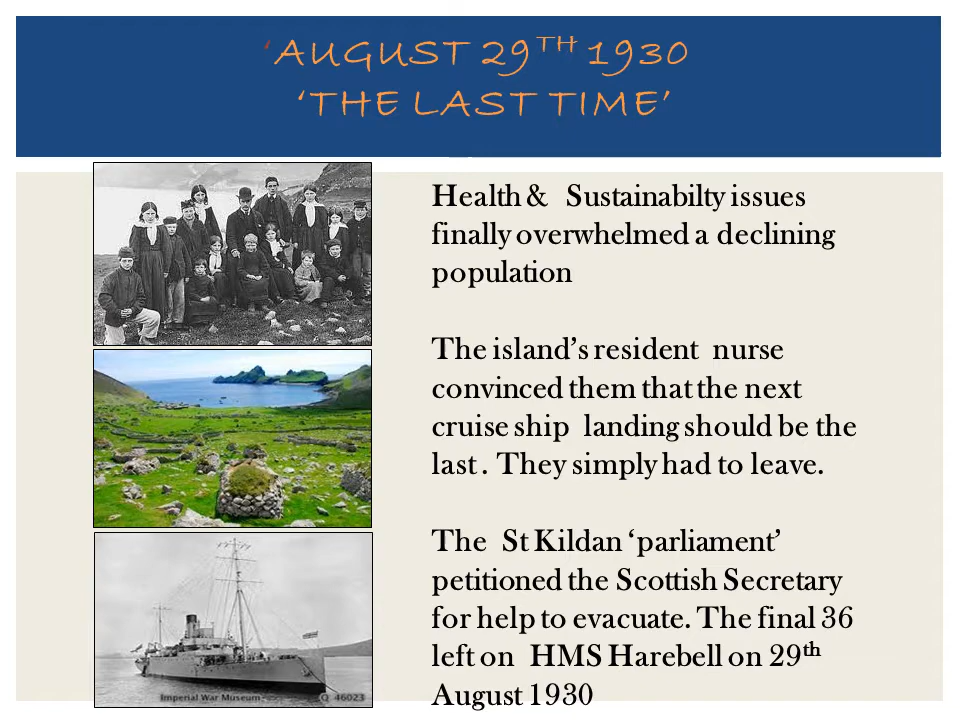 ‘AUGUST 29TH 1930
‘THE LAST TIME’
Health & Sustainabilty issues
finally overwhelmed a declining
population
The island’s resident nurse
convinced them that the next
cruise ship landing should be the
last . They simply had to leave.
The St Kildan ‘parliament’
petitioned the Scottish Secretary
for help to evacuate. The final 36
left on HMS Harebell on 29th
August 1930
Imperial War Museum Q 46023